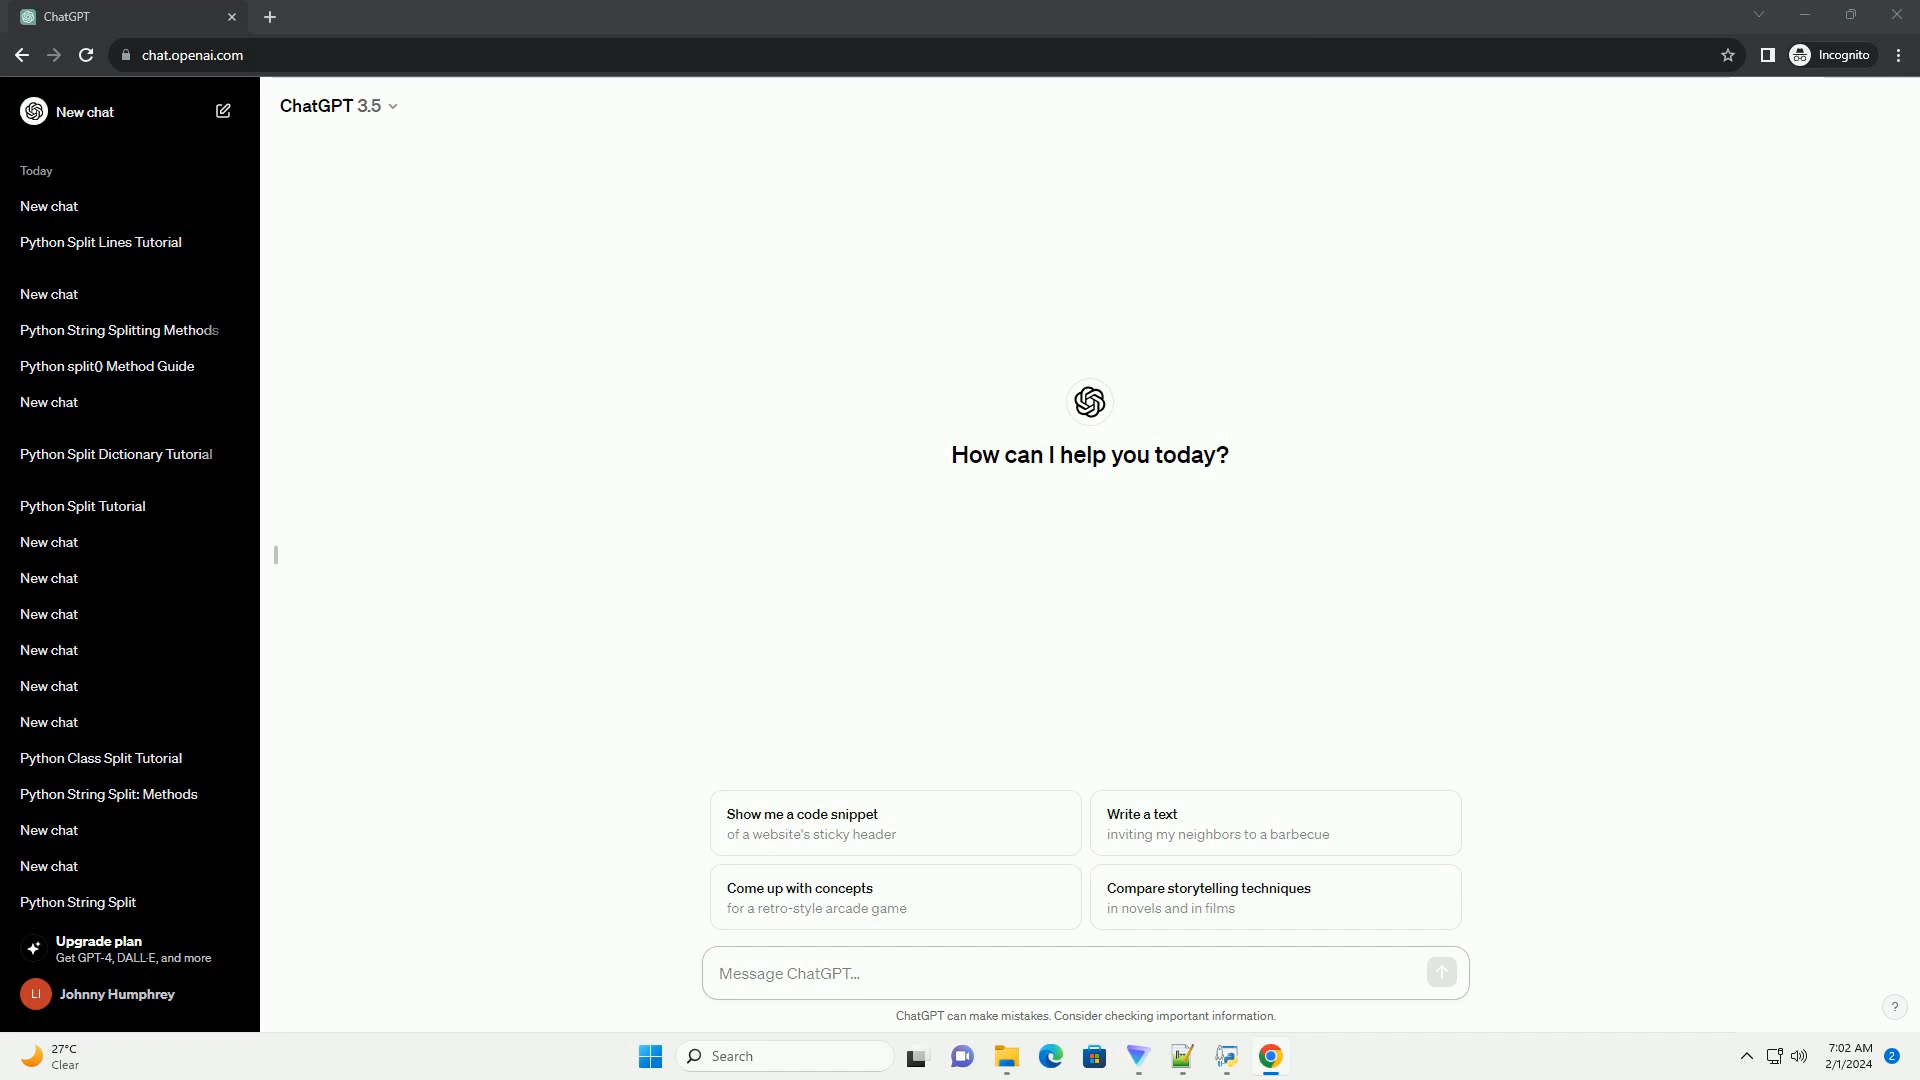 ChatGPT
chat.openai.com
Incognito
New chat
ChatGPT 3.5
Today
New chat
Python Split Lines Tutorial
New chat
Python String Splitting Methods
Python split() Method Guide
New chat
Python Split Dictionary Tutorial
Python Split Tutorial
New chat
New chat
New chat
New chat
New chat
New chat
Python Class Split Tutorial
Python String Split: Methods
New chat
New chat
Python String Split
Upgrade plan
Get GPT-4, DALL·E, and more
LI
Johnny Humphrey
How can I help you today?
Show me a code snippet
of a website's sticky header
Write a text
inviting my neighbors to a barbecue
Come up with concepts
for a retro-style arcade game
Compare storytelling techniques
in novels and in films
Message ChatGPT...
ChatGPT can make mistakes. Consider checking important information.
?
27°C
Clear
Search
7:02 AM
2/1/2024
2